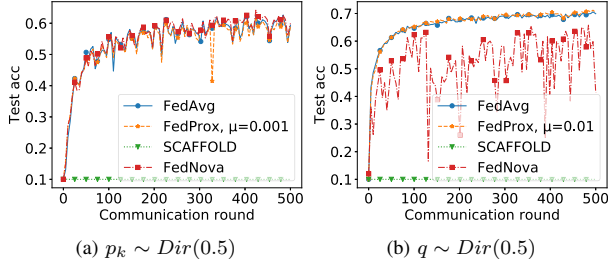 0.6
0.5
0.4
0.3
0.2
0.1
Test acc
FedAvg
FedProx, μ=0.001
SCAFFOLD
FedNova
0 100 200 300 400 500
Communication round
(a) p_k ∼ Dir(0.5)
0.7
0.6
0.5
0.4
0.3
0.2
0.1
Test acc
FedAvg
FedProx, μ=0.01
SCAFFOLD
FedNova
0 100 200 300 400 500
Communication round
(b) q ∼ Dir(0.5)